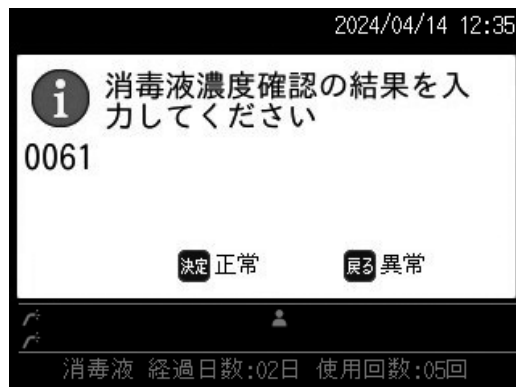 2024/04/14 12:35
i 消毒液濃度確認の結果を入
力してください
0061
決定 正常 戻る 異常
消毒液 経過日数:02日 使用回数:05回